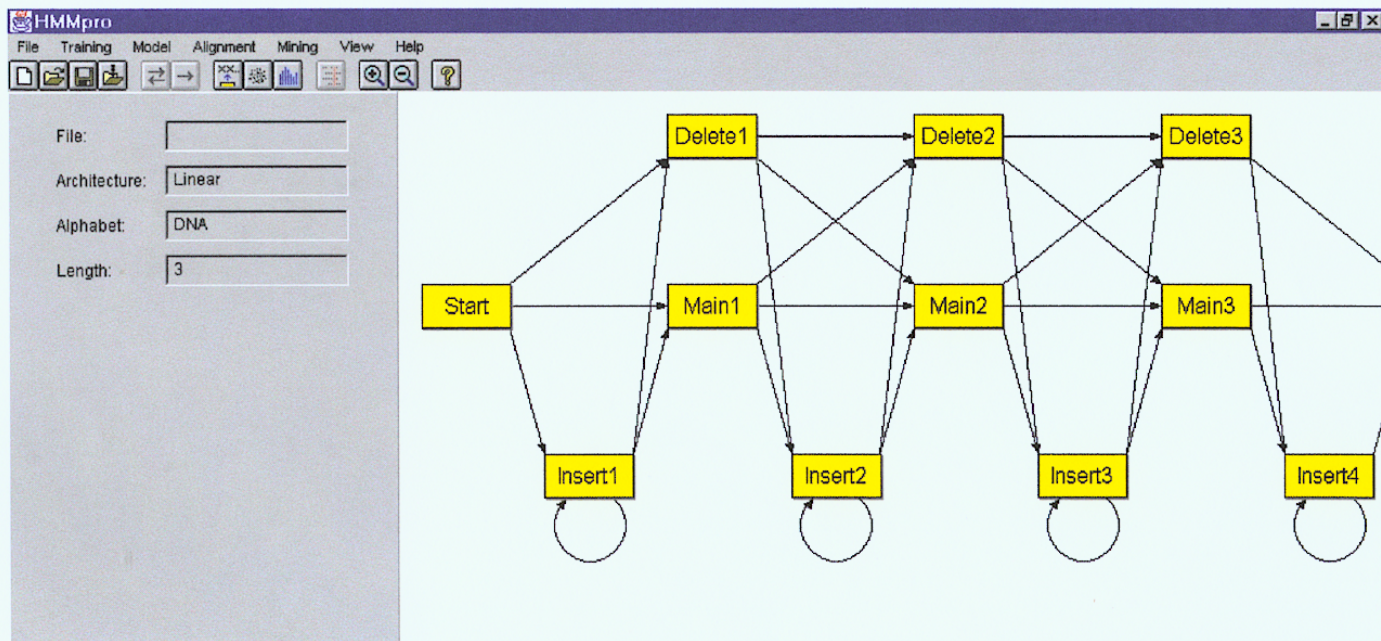 HMMpro
File Training Model Alignment Mining View Help
XX
?
File:
Architecture: Linear
Alphabet: DNA
Length: 3
Delete1 Delete2 Delete3
Start Main1 Main2 Main3
Insert1 Insert2 Insert3 Insert4